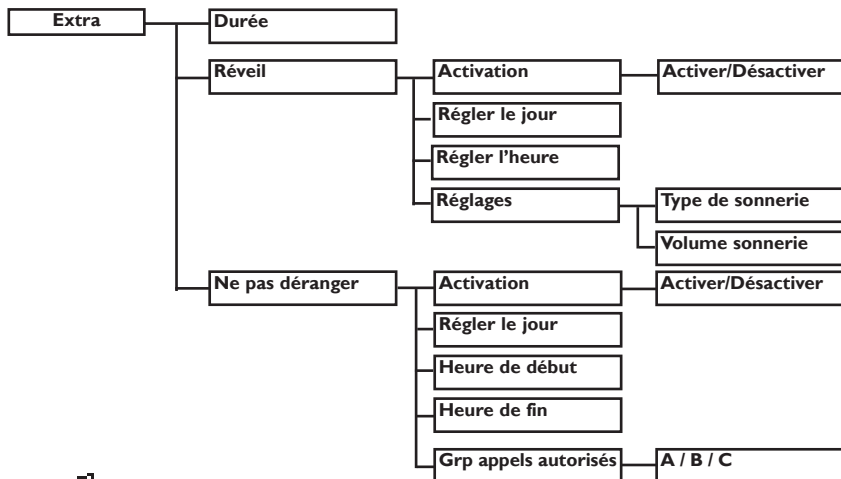 Extra
Durée
Réveil
Activation
Activer/Désactiver
Régler le jour
Régler l'heure
Réglages
Type de sonnerie
Volume sonnerie
Ne pas déranger
Activation
Activer/Désactiver
Régler le jour
Heure de début
Heure de fin
Grp appels autorisés
A / B / C